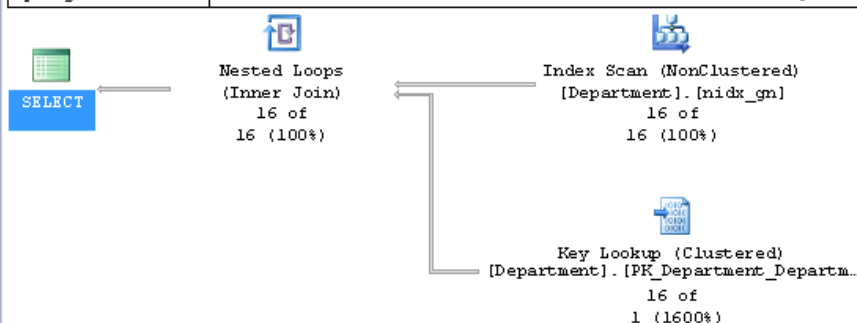 SELECT
Nested Loops
(Inner Join)
16 of
16 (100%)
Index Scan (NonClustered)
[Department].[nidx_gn]
16 of
16 (100%)
Key Lookup (Clustered)
[Department].[PK_Department_Departm…
16 of
1 (1600%)